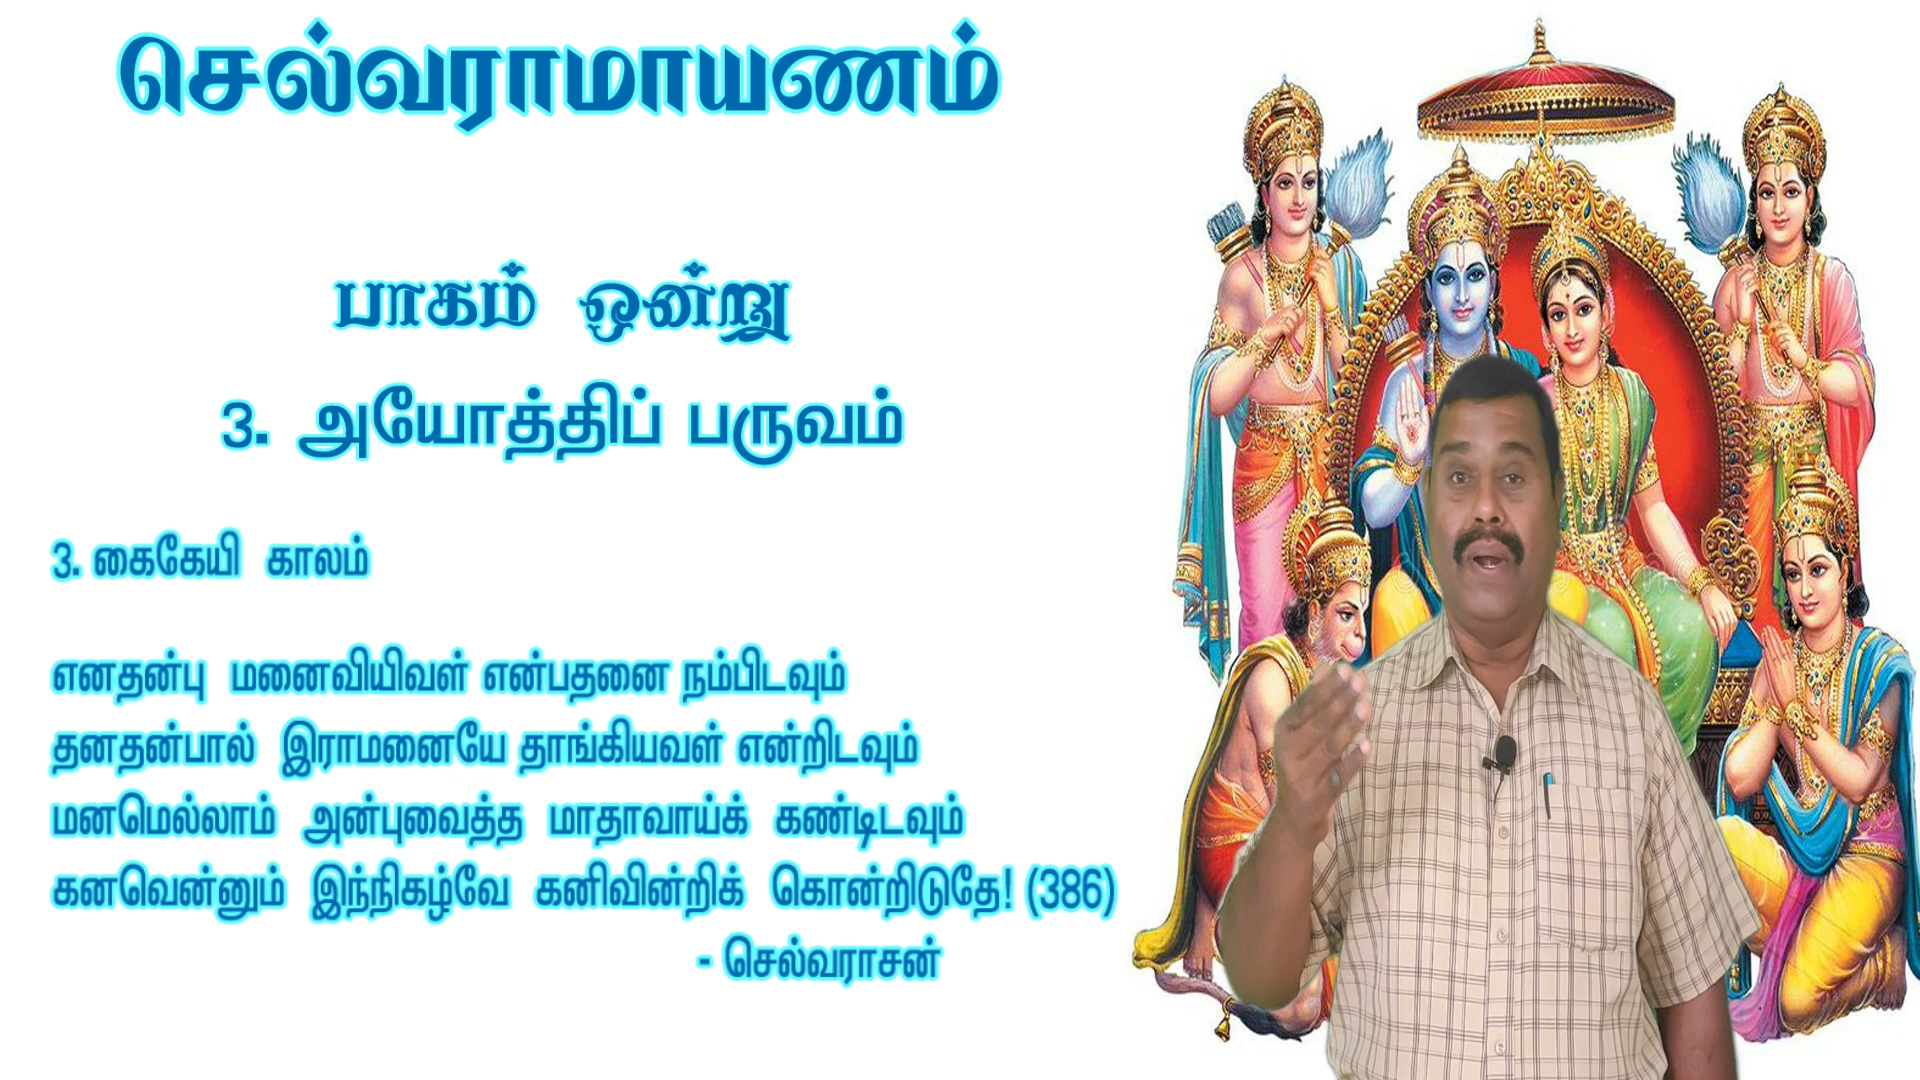 செல்வராமாயணம்
பாகம் ஒன்று
3. அயோத்திப் பருவம்
3. கைகேயி காலம்
எனதன்பு மனைவியிவள் என்பதனை நம்பிடவும்
தனதன்பால் இராமனையே தாங்கியவள் என்றிடவும்
மனமெல்லாம் அன்புவைத்த மாதாவாய்க் கண்டிடவும்
கனவென்னும் இந்நிகழ்வே கனிவின்றிக் கொன்றிடுதே! (386)
- செல்வராசன்